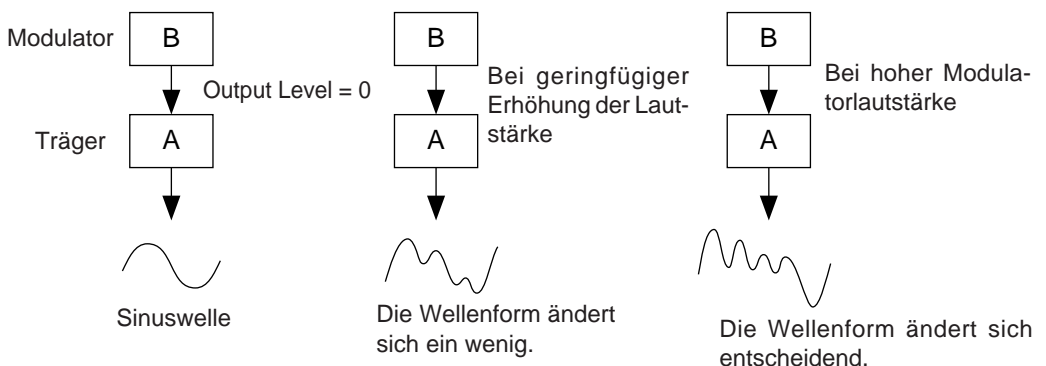 Modulator
B
Output Level = 0
Träger
A
Sinuswelle
B
Bei geringfügiger
Erhöhung der Laut-
stärke
A
Die Wellenform ändert
sich ein wenig.
B
Bei hoher Modula-
torlautstärke
A
Die Wellenform ändert sich
entscheidend.